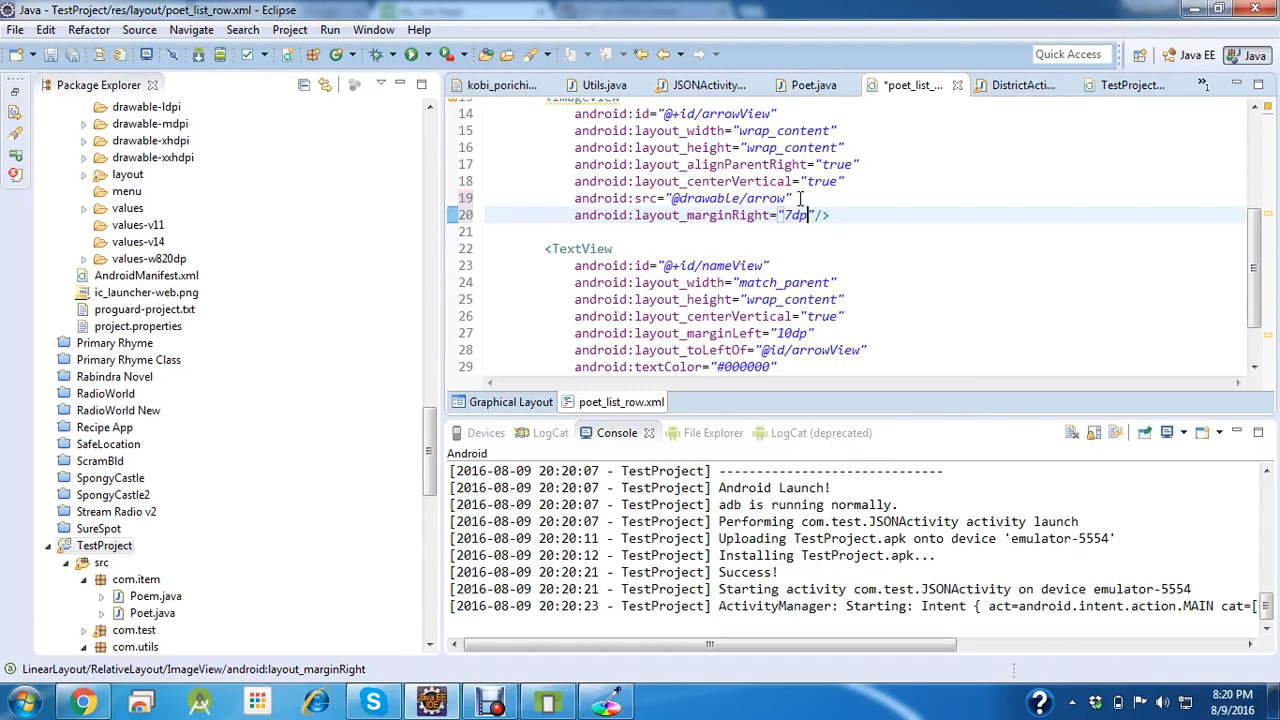 Java - TestProject/res/layout/poet_list_row.xml - Eclipse
File Edit Refactor Source Navigate Search Project Run Window Help
Quick Access Java EE Java
Package Explorer
drawable-ldpi
drawable-mdpi
drawable-xhdpi
drawable-xxhdpi
layout
menu
values
values-v11
values-v14
values-w820dp
AndroidManifest.xml
ic_launcher-web.png
proguard-project.txt
project.properties
Primary Rhyme
Primary Rhyme Class
Rabindra Novel
RadioWorld
RadioWorld New
Recipe App
SafeLocation
ScramBld
SpongyCastle
SpongyCastle2
Stream Radio v2
SureSpot
TestProject
src
com.item
Poem.java
Poet.java
com.test
com.utils
kobi_porichi... Utils.java JSONActivity... Poet.java *poet_list_... DistrictActi... TestProject... »1
13 <ImageView
14 android:id="@+id/arrowView"
15 android:layout_width="wrap_content"
16 android:layout_height="wrap_content"
17 android:layout_alignParentRight="true"
18 android:layout_centerVertical="true"
19 android:src="@drawable/arrow"
20 android:layout_marginRight="7dp"/>
21
22 <TextView
23 android:id="@+id/nameView"
24 android:layout_width="match_parent"
25 android:layout_height="wrap_content"
26 android:layout_centerVertical="true"
27 android:layout_marginLeft="10dp"
28 android:layout_toLeftOf="@id/arrowView"
29 android:textColor="#000000"
Graphical Layout poet_list_row.xml
Devices LogCat Console File Explorer LogCat (deprecated)
Android
[2016-08-09 20:20:07 - TestProject] ------------------------------
[2016-08-09 20:20:07 - TestProject] Android Launch!
[2016-08-09 20:20:07 - TestProject] adb is running normally.
[2016-08-09 20:20:07 - TestProject] Performing com.test.JSONActivity activity launch
[2016-08-09 20:20:11 - TestProject] Uploading TestProject.apk onto device 'emulator-5554'
[2016-08-09 20:20:12 - TestProject] Installing TestProject.apk...
[2016-08-09 20:20:21 - TestProject] Success!
[2016-08-09 20:20:21 - TestProject] Starting activity com.test.JSONActivity on device emulator-5554
[2016-08-09 20:20:23 - TestProject] ActivityManager: Starting: Intent { act=android.intent.action.MAIN cat=[
LinearLayout/RelativeLayout/ImageView/android:layout_marginRight
8:20 PM
8/9/2016